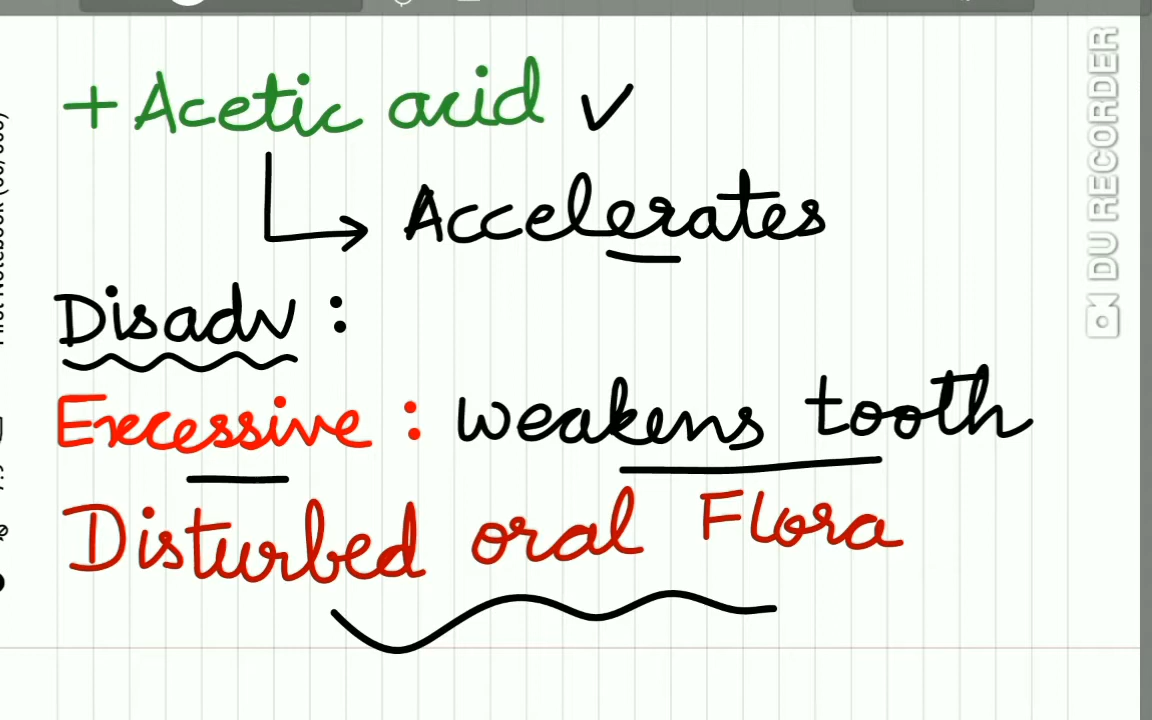 + Acetic acid ✓
→ Accelerates
Disadv :
Excessive : weakens tooth
Disturbed oral Flora
DU RECORDER